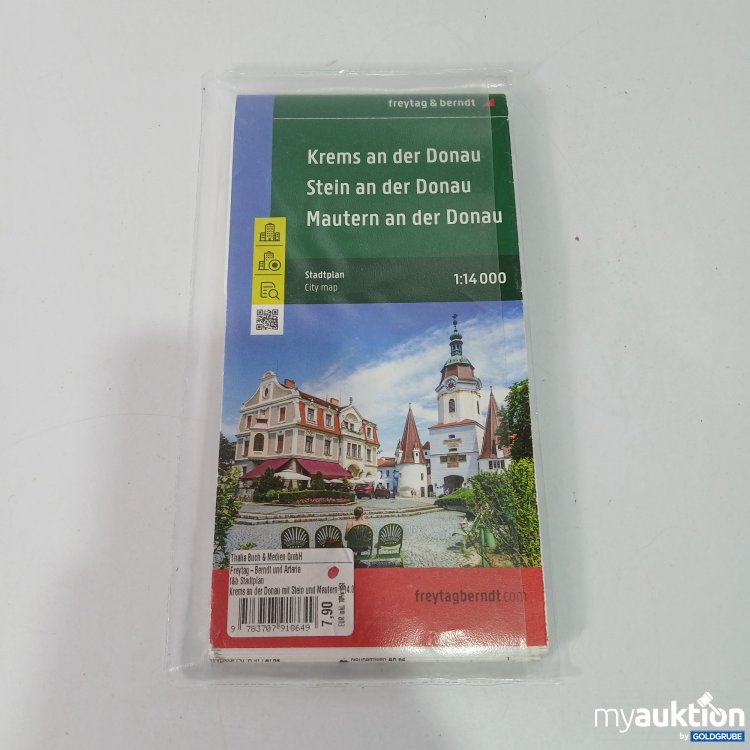 freytag & berndt
Krems an der Donau
Stein an der Donau
Mautern an der Donau
Stadtplan
City map
1:14 000
Thalia Buch & Medien GmbH
Freytag - Berndt und Artaria
f&b Stadtplan
Krems an der Donau mit Stein und Mautern
7,90
EUR inkl.
9 783707 918649
freytagberndt.com
myauktion
by GOLDGRUBE